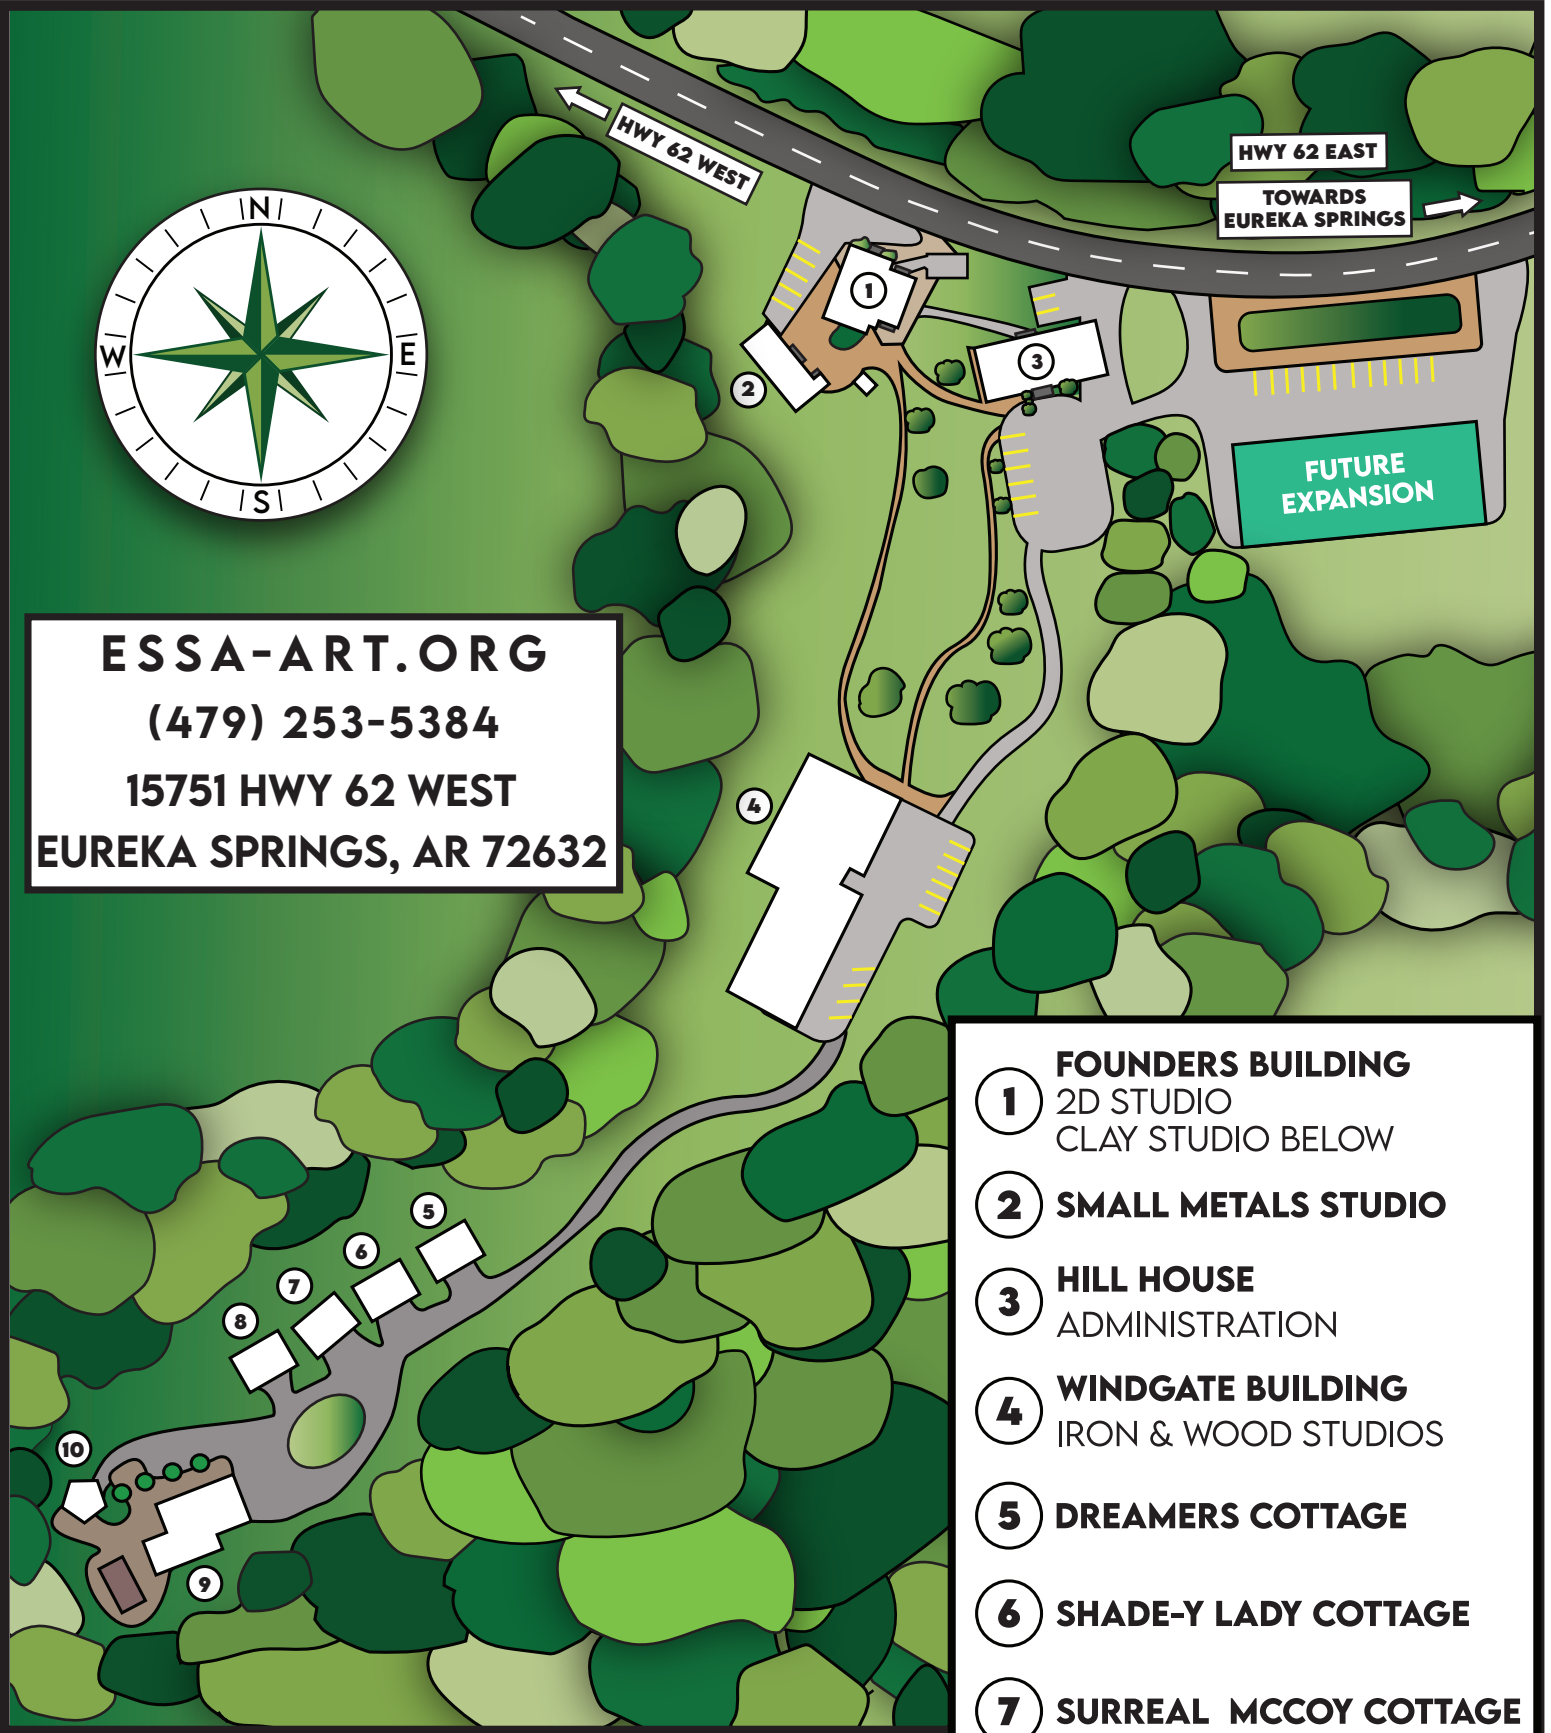 HWY 62 WEST
HWY 62 EAST
TOWARDS
EUREKA SPRINGS
N
W
E
S
1
2
3
FUTURE
EXPANSION
ESSA-ART.ORG
(479) 253-5384
15751 HWY 62 WEST
EUREKA SPRINGS, AR 72632
4
5
6
7
8
10
9
1 FOUNDERS BUILDING
2D STUDIO
CLAY STUDIO BELOW
2 SMALL METALS STUDIO
3 HILL HOUSE
ADMINISTRATION
4 WINDGATE BUILDING
IRON & WOOD STUDIOS
5 DREAMERS COTTAGE
6 SHADE-Y LADY COTTAGE
7 SURREAL MCCOY COTTAGE